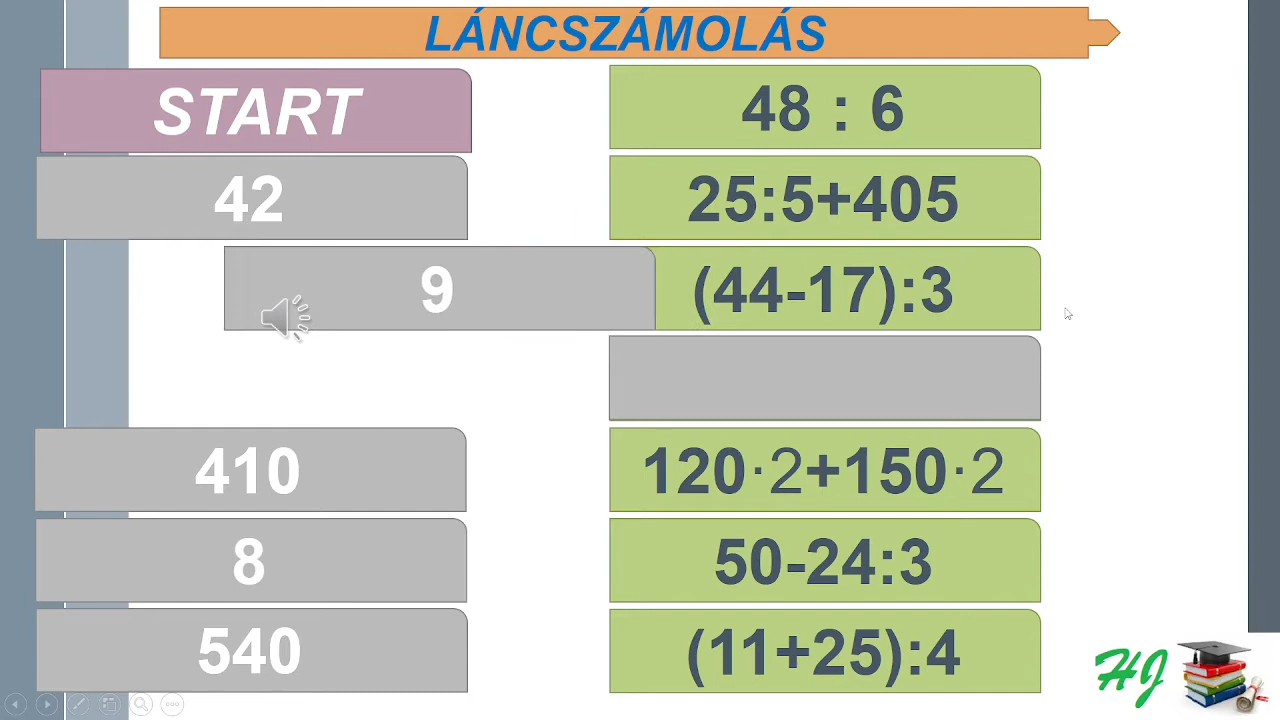 LÁNCSZÁMOLÁS
START
48 : 6
42
25:5+405
9
(44-17):3
410
120·2+150·2
8
50-24:3
540
(11+25):4
HJ